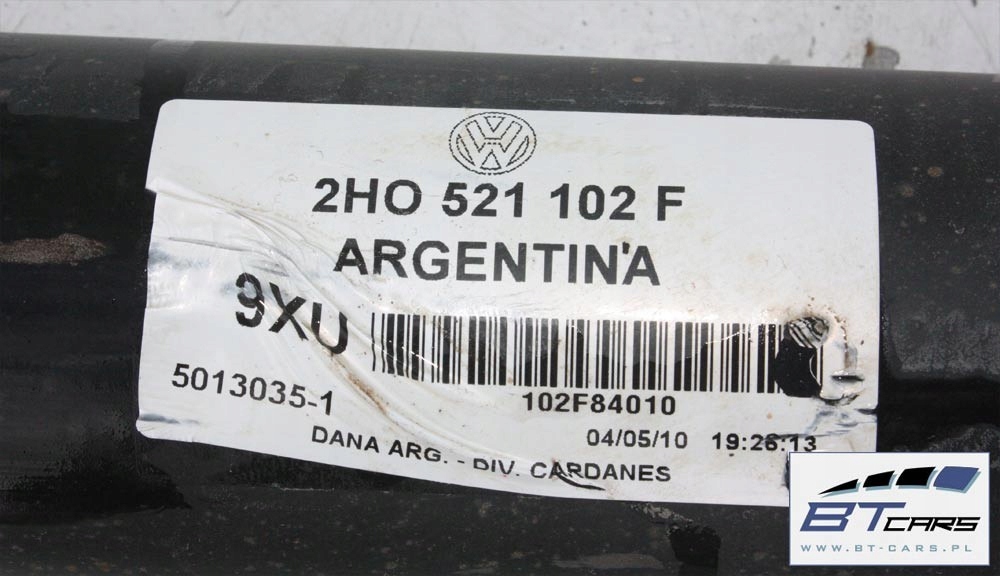 2HO 521 102 F
ARGENTIN'A
9XU
5013035-1
102F84010
04/05/10 19:26:13
DANA ARG. - DIV. CARDANES
BT CARS
WWW.BT-CARS.PL